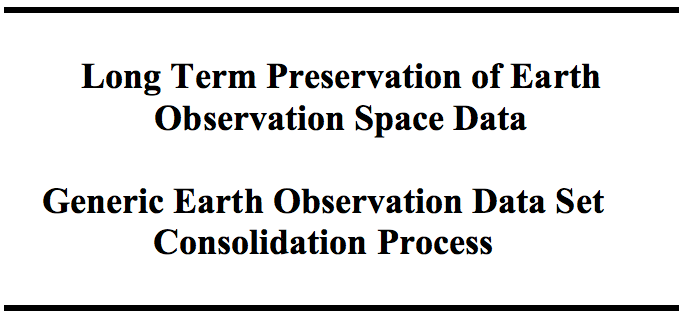 Long Term Preservation of Earth
Observation Space Data
Generic Earth Observation Data Set
Consolidation Process